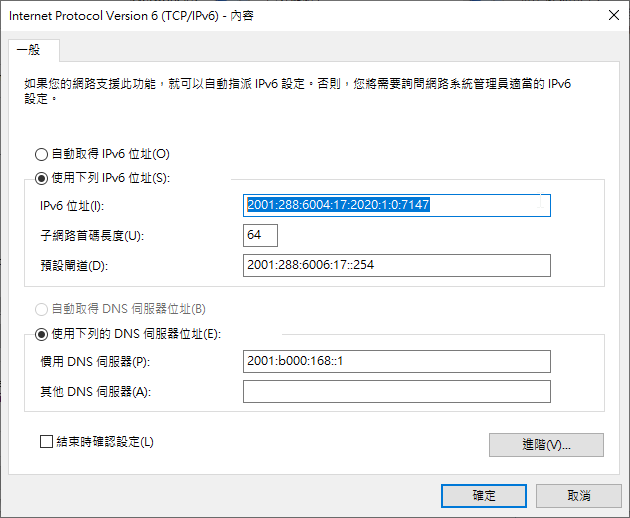 Internet Protocol Version 6 (TCP/IPv6) - 內容
一般
如果您的網路支援此功能，就可以自動指派 IPv6 設定。否則，您將需要詢問網路系統管理員適當的 IPv6
設定。
自動取得 IPv6 位址(O)
使用下列 IPv6 位址(S):
IPv6 位址(I): 2001:288:6004:17:2020:1:0:7147
子網路首碼長度(U): 64
預設閘道(D): 2001:288:6006:17::254
自動取得 DNS 伺服器位址(B)
使用下列的 DNS 伺服器位址(E):
慣用 DNS 伺服器(P): 2001:b000:168::1
其他 DNS 伺服器(A):
結束時確認設定(L)
進階(V)...
確定 取消